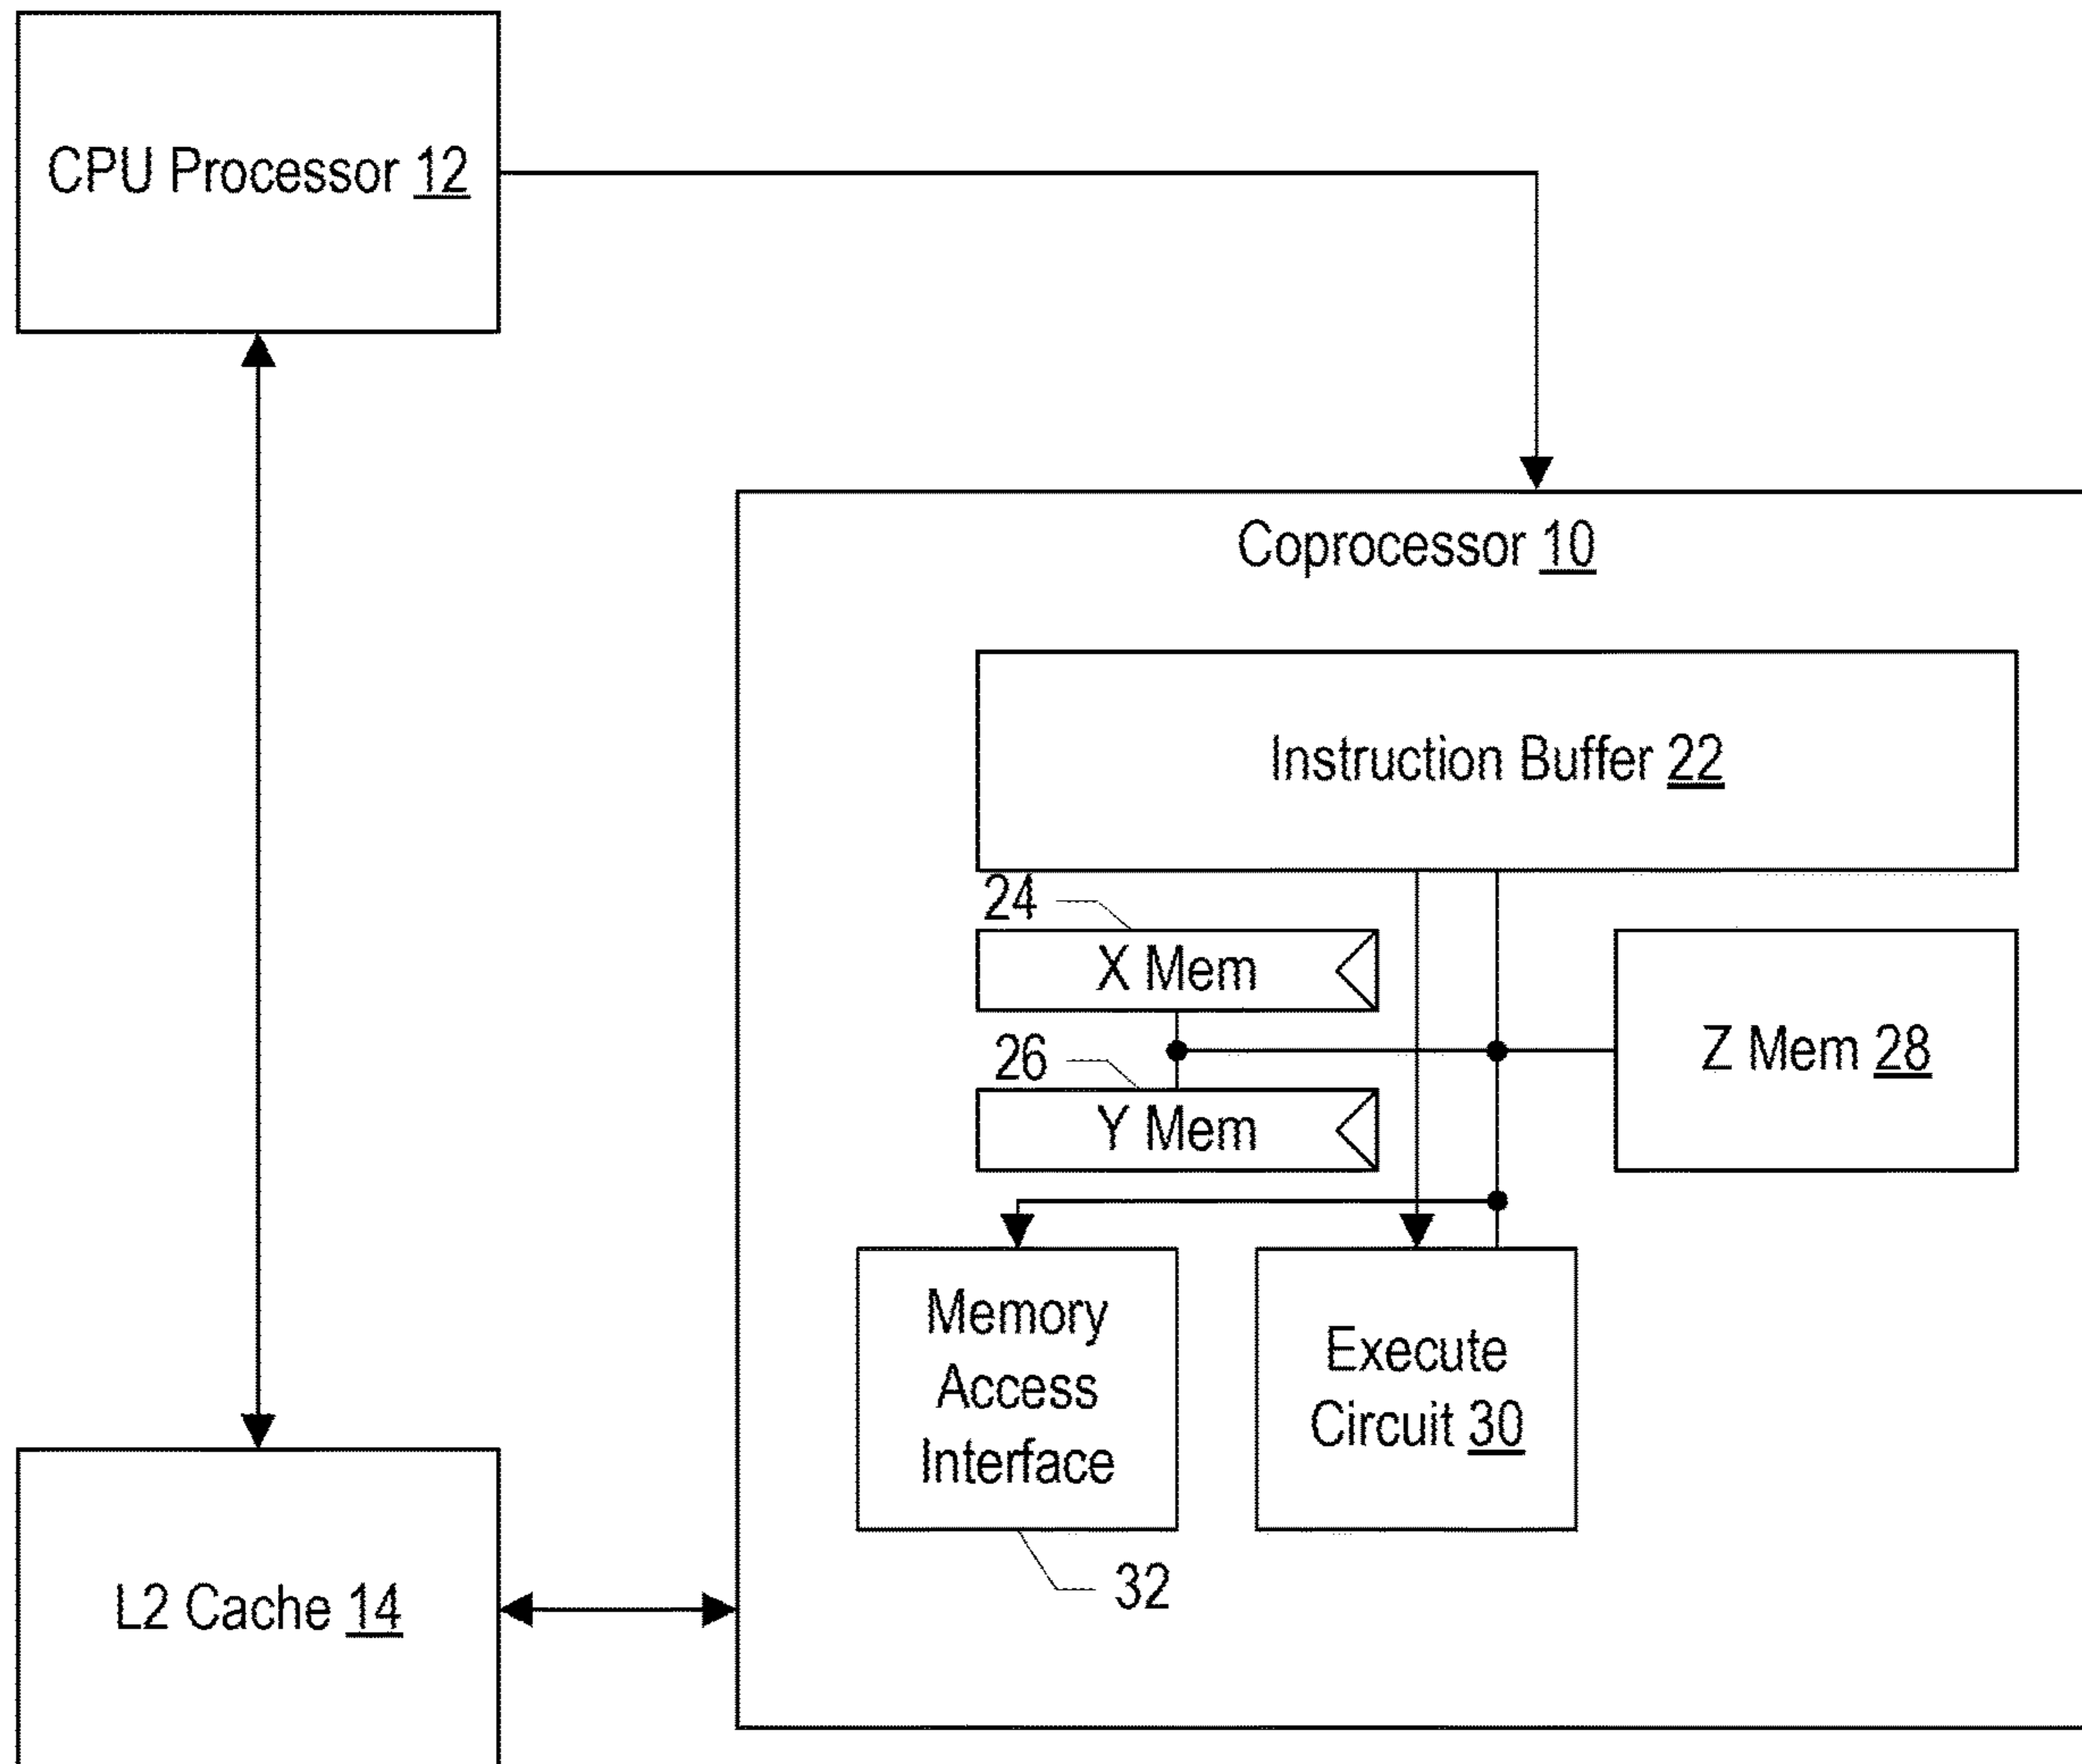 CPU Processor 12
Coprocessor 10
Instruction Buffer 22
24
X Mem
26
Y Mem
Z Mem 28
Memory
Access
Interface
32
Execute
Circuit 30
L2 Cache 14